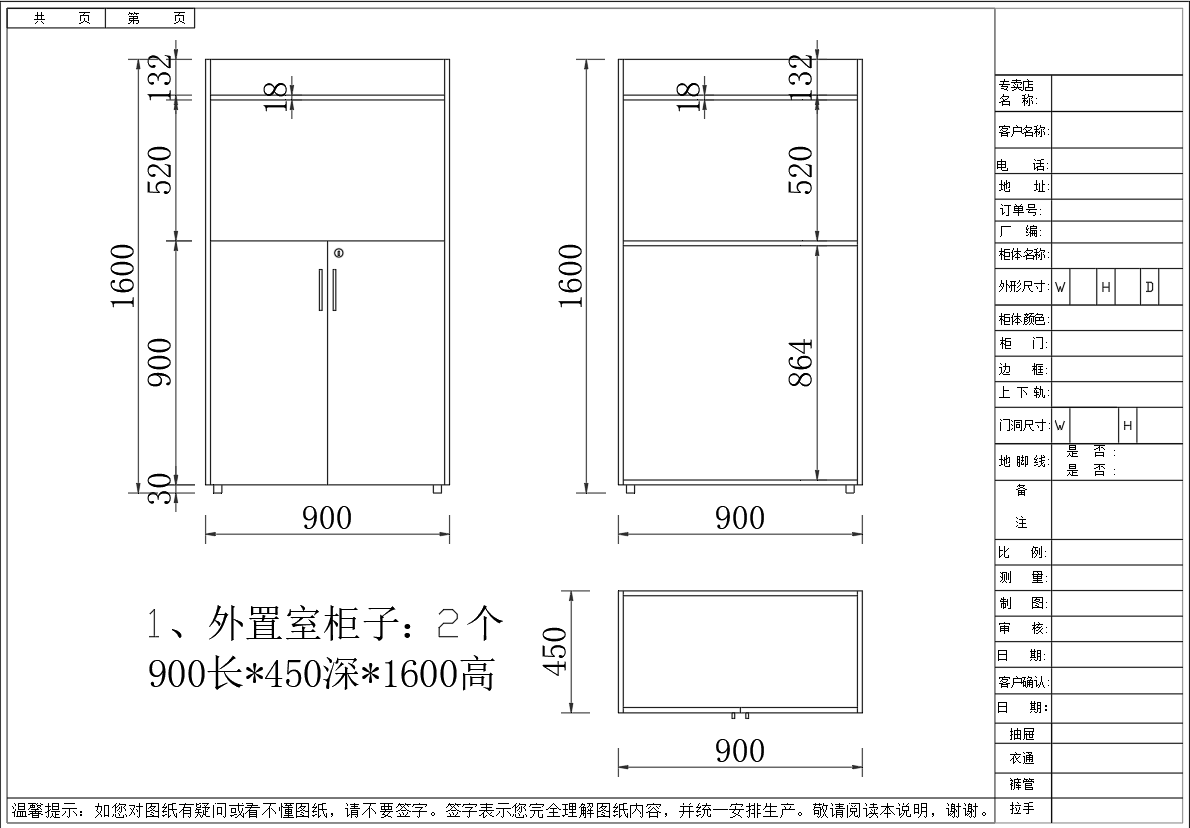 共 页 第 页
132
18
520
1600
900
30
900
132
18
520
1600
864
900
1、外置室柜子：2个
900长*450深*1600高
450
900
专卖店
名 称:
客户名称:
电 话:
地 址:
订单号:
厂 编:
柜体名称:
外形尺寸: W H D
柜体颜色:
柜 门:
边 框:
上下轨:
门洞尺寸: W H
地脚线: 是 否:
是 否:
备
注
比 例:
测 量:
制 图:
审 核:
日 期:
客户确认:
日 期:
抽屉
衣通
裤管
拉手
温馨提示：如您对图纸有疑问或看不懂图纸，请不要签字。签字表示您完全理解图纸内容，并统一安排生产。敬请阅读本说明，谢谢。